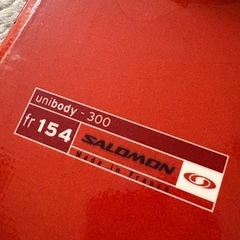 unibody - 300
fr 154
SALOMON
Made in France